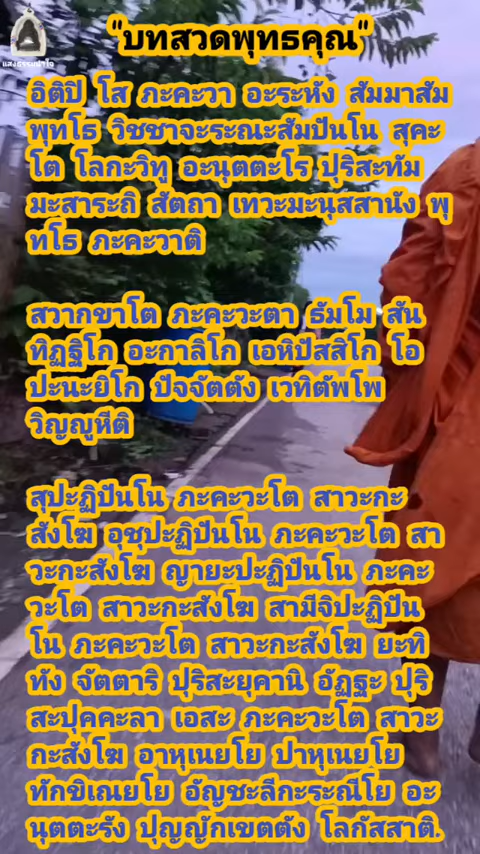 "บทสวดพุทธคุณ"
แสงธรรมนำใจ
อิติปิ โส ภะคะวา อะระหัง สัมมาสัม
พุทโธ วิชชาจะระณะสัมปันโน สุคะ
โต โลกะวิทู อะนุตตะโร ปุริสะทัม
มะสาระถิ สัตถา เทวะมะนุสสานัง พุ
ทโธ ภะคะวาติ
สวากขาโต ภะคะวะตา ธัมโม สัน
ทิฏฐิโก อะกาลิโก เอหิปัสสิโก โอ
ปะนะยิโก ปัจจัตตัง เวทิตัพโพ
วิญญูหีติ
สุปะฏิปันโน ภะคะวะโต สาวะกะ
สังโฆ อุชุปะฏิปันโน ภะคะวะโต สา
วะกะสังโฆ ญายะปะฏิปันโน ภะคะ
วะโต สาวะกะสังโฆ สามีจิปะฏิปัน
โน ภะคะวะโต สาวะกะสังโฆ ยะทิ
ทัง จัตตาริ ปุริสะยุคานิ อัฏฐะ ปุริ
สะปุคคะลา เอสะ ภะคะวะโต สาวะ
กะสังโฆ อาหุเนยโย ปาหุเนยโย
ทักขิเณยโย อัญชะลีกะระณีโย อะ
นุตตะรัง ปุญญักเขตตัง โลกัสสาติ.